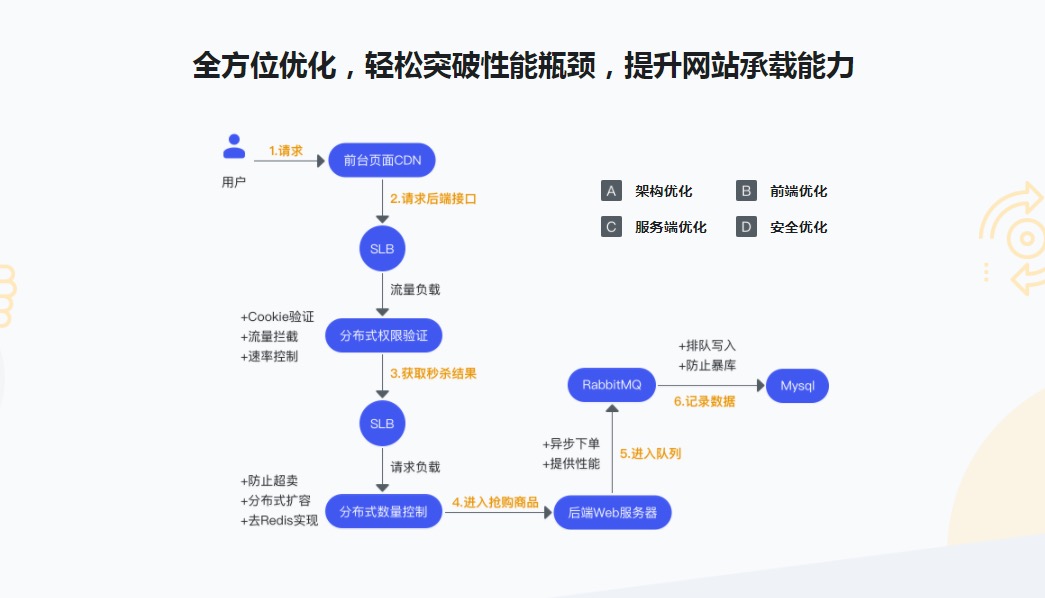 全方位优化，轻松突破性能瓶颈，提升网站承载能力
用户
1.请求
前台页面CDN
2.请求后端接口
SLB
流量负载
+Cookie验证
+流量拦截
+速率控制
分布式权限验证
3.获取秒杀结果
SLB
请求负载
+防止超卖
+分布式扩容
+去Redis实现
分布式数量控制
4.进入抢购商品
后端Web服务器
+异步下单
+提供性能
5.进入队列
RabbitMQ
+排队写入
+防止暴库
6.记录数据
Mysql
A 架构优化
B 前端优化
C 服务端优化
D 安全优化